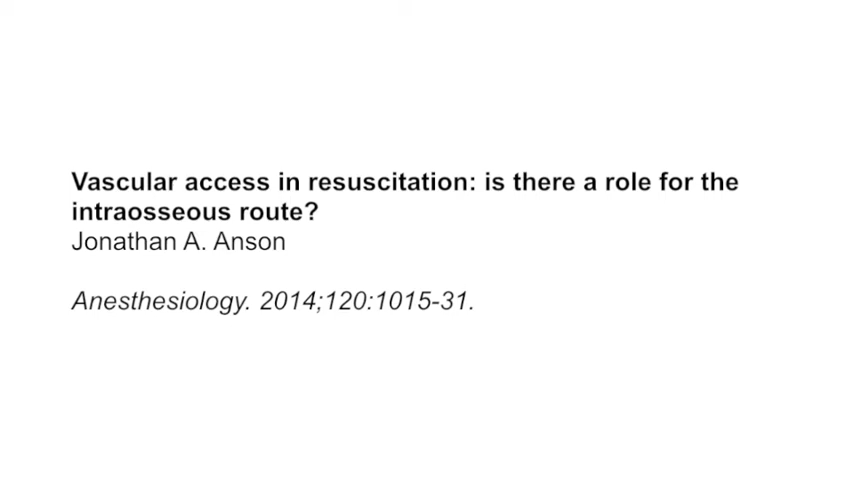 Vascular access in resuscitation: is there a role for the
intraosseous route?
Jonathan A. Anson
Anesthesiology. 2014;120:1015-31.